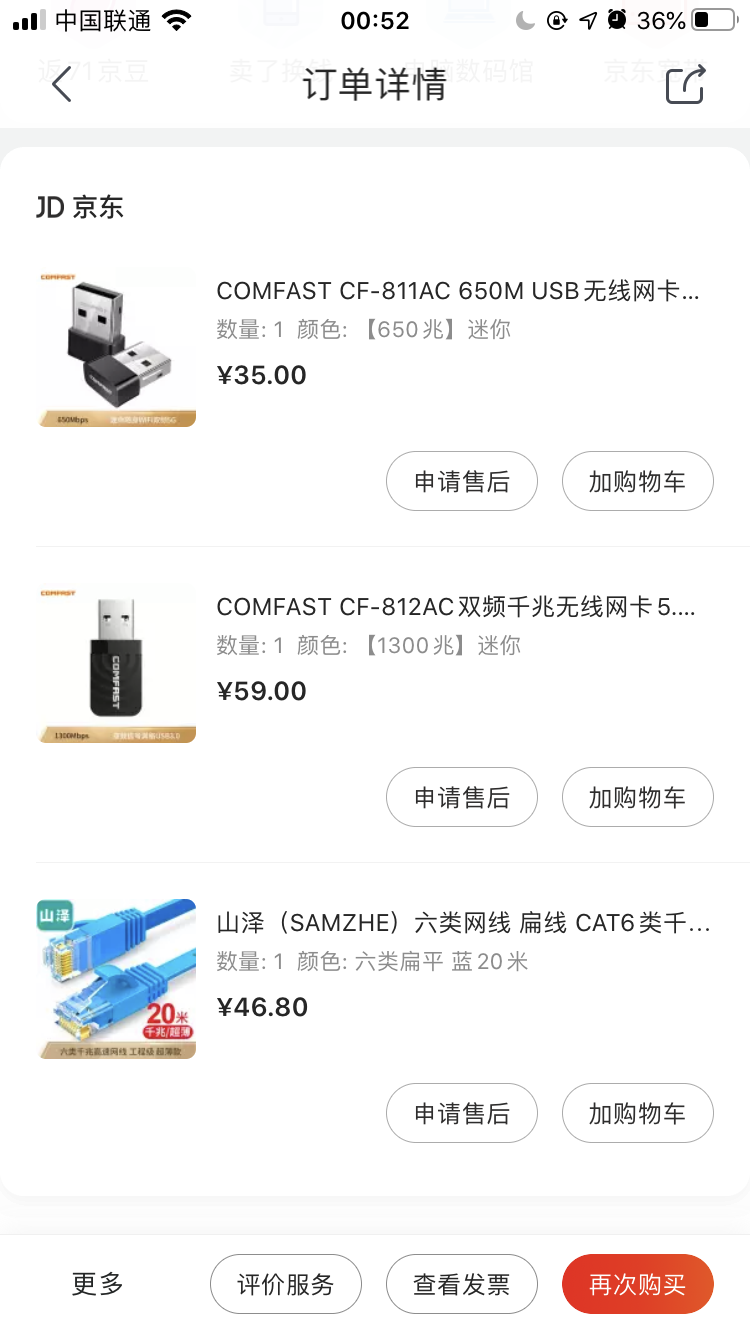 中国联通 00:52 36%
订单详情
JD 京东
COMFAST
650Mbps
COMFAST CF-811AC 650M USB无线网卡...
数量: 1 颜色: 【650兆】迷你
¥35.00
申请售后 加购物车
COMFAST
COMFAST
1300Mbps
COMFAST CF-812AC双频千兆无线网卡5....
数量: 1 颜色: 【1300兆】迷你
¥59.00
申请售后 加购物车
山泽
20米
千兆/超薄
六类千兆高速网线 工程级 超薄款
山泽（SAMZHE）六类网线 扁线 CAT6类千...
数量: 1 颜色: 六类扁平 蓝20米
¥46.80
申请售后 加购物车
更多 评价服务 查看发票 再次购买